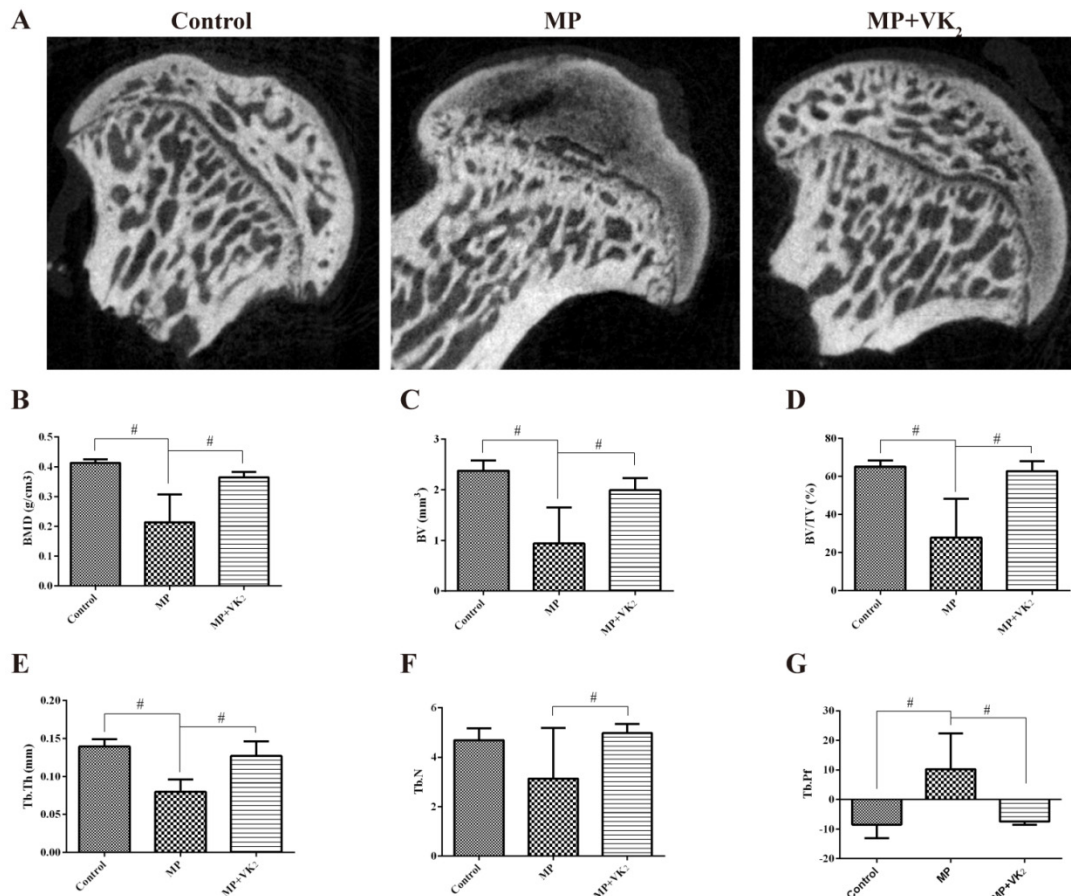 A
Control
MP
MP+VK₂
B
#
#
BMD (g/cm3)
0.5
0.4
0.3
0.2
0.1
0.0
Control
MP
MP+VK₂
C
#
#
BV (mm³)
3
2
1
0
Control
MP
MP+VK₂
D
#
#
BV/TV (%)
80
60
40
20
0
Control
MP
MP+VK₂
E
#
#
Tb.Th (mm)
0.20
0.15
0.10
0.05
0.00
Control
MP
MP+VK₂
F
#
Tb.N
6
4
2
0
Control
MP
MP+VK₂
G
#
#
Tb.Pf
30
20
10
0
-10
-20
Control
MP
MP+VK₂